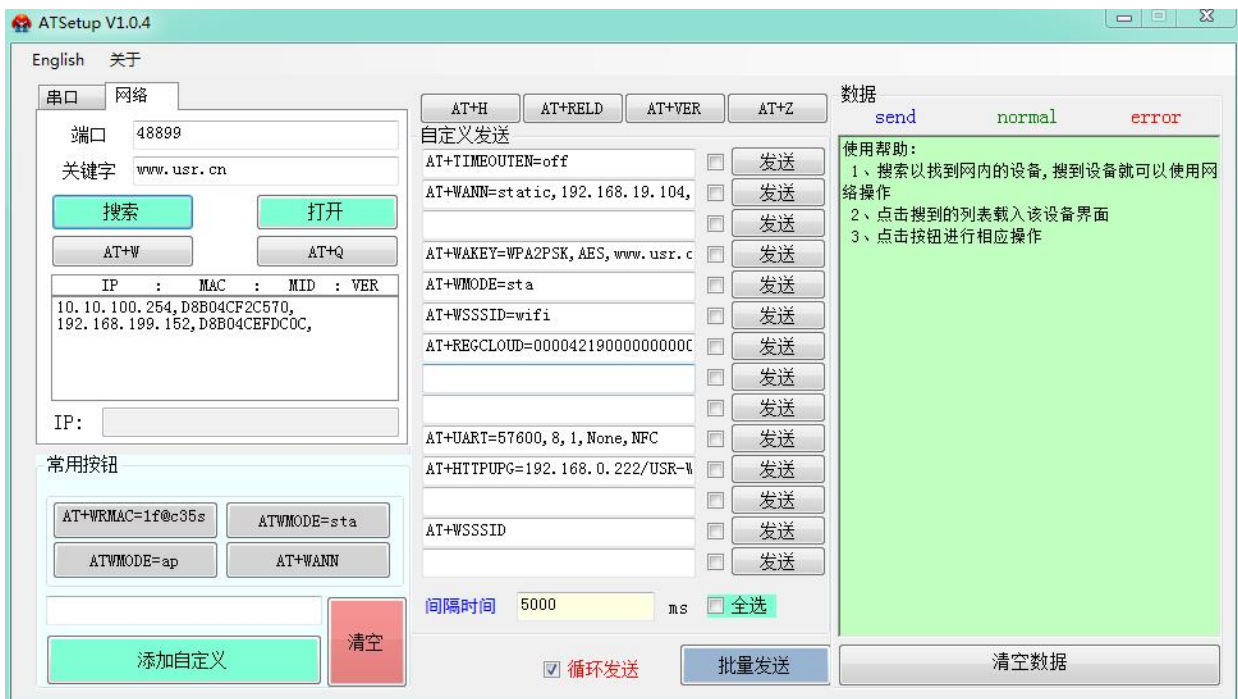 ATSetup V1.0.4
English 关于
串口 网络
端口 48899
关键字 www.usr.cn
搜索 打开
AT+W AT+Q
IP : MAC : MID : VER
10.10.100.254,D8B04CF2C570,
192.168.199.152,D8B04CEFDC0C,
IP:
常用按钮
AT+WRMAC=1f@c35s ATWMODE=sta
ATWMODE=ap AT+WANN
添加自定义 清空
AT+H AT+RELD AT+VER AT+Z
自定义发送
AT+TIMEOUTEN=off 发送
AT+WANN=static,192.168.19.104, 发送
发送
AT+WAKEY=WPA2PSK,AES,www.usr.c 发送
AT+WMODE=sta 发送
AT+WSSSID=wifi 发送
AT+REGCLOUD=00004219000000000 发送
发送
发送
AT+UART=57600,8,1,None,NFC 发送
AT+HTTPUPG=192.168.0.222/USR-W 发送
发送
AT+WSSSID 发送
发送
间隔时间 5000 ms 全选
循环发送 批量发送
数据
send normal error
使用帮助:
1、搜索以找到网内的设备,搜到设备就可以使用网
络操作
2、点击搜到的列表载入该设备界面
3、点击按钮进行相应操作
清空数据